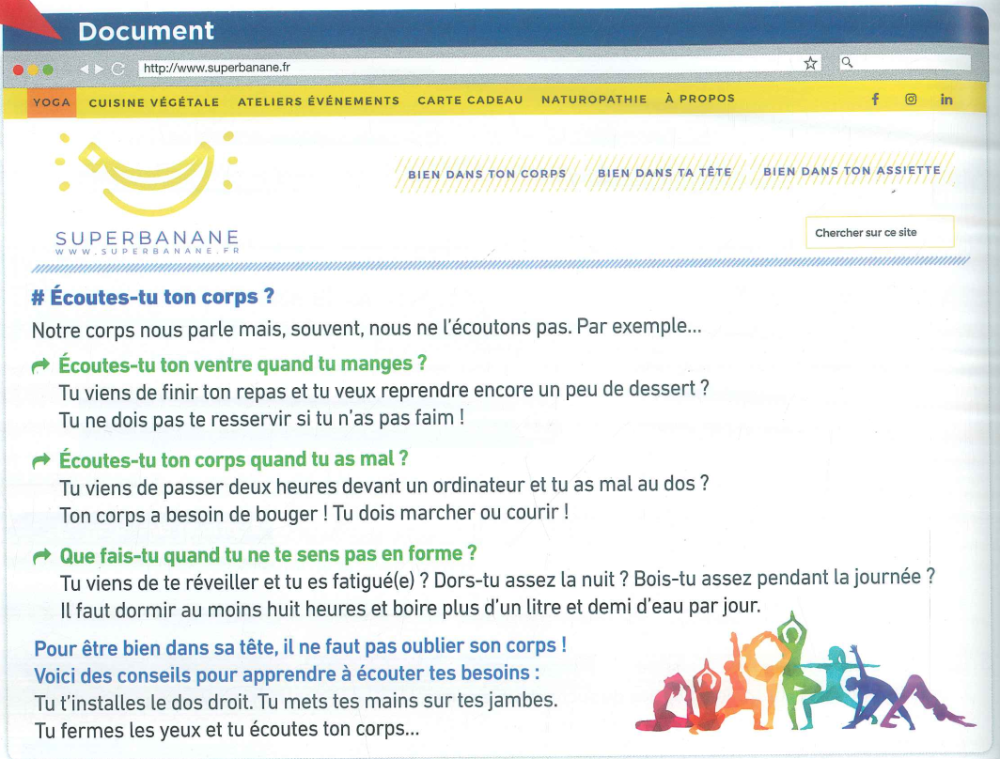 Document
http://www.superbanane.fr
YOGA CUISINE VÉGÉTALE ATELIERS ÉVÉNEMENTS CARTE CADEAU NATUROPATHIE À PROPOS f in
BIEN DANS TON CORPS BIEN DANS TA TÊTE BIEN DANS TON ASSIETTE
SUPERBANANE
WWW.SUPERBANANE.FR
Chercher sur ce site
# Écoutes-tu ton corps ?
Notre corps nous parle mais, souvent, nous ne l'écoutons pas. Par exemple...
Écoutes-tu ton ventre quand tu manges ?
Tu viens de finir ton repas et tu veux reprendre encore un peu de dessert ?
Tu ne dois pas te resservir si tu n'as pas faim !
Écoutes-tu ton corps quand tu as mal ?
Tu viens de passer deux heures devant un ordinateur et tu as mal au dos ?
Ton corps a besoin de bouger ! Tu dois marcher ou courir !
Que fais-tu quand tu ne te sens pas en forme ?
Tu viens de te réveiller et tu es fatigué(e) ? Dors-tu assez la nuit ? Bois-tu assez pendant la journée ?
Il faut dormir au moins huit heures et boire plus d'un litre et demi d'eau par jour.
Pour être bien dans sa tête, il ne faut pas oublier son corps !
Voici des conseils pour apprendre à écouter tes besoins :
Tu t'installes le dos droit. Tu mets tes mains sur tes jambes.
Tu fermes les yeux et tu écoutes ton corps...